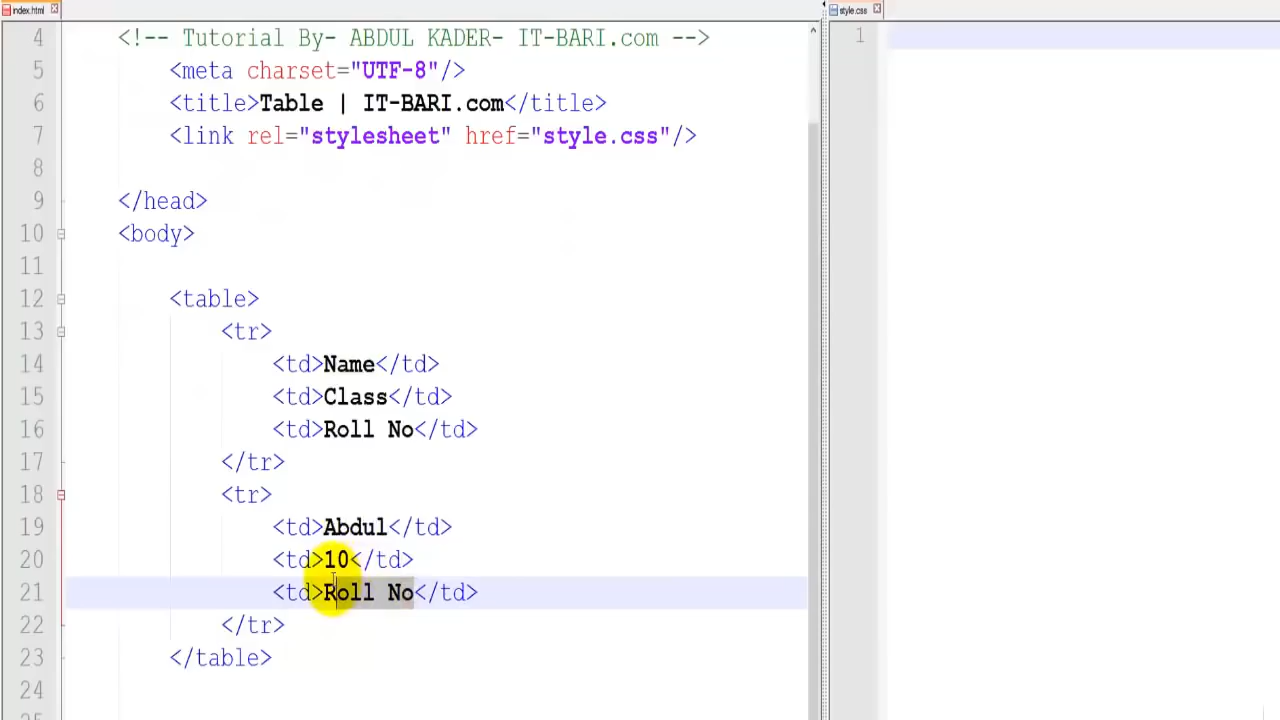 index.html
style.css
4 <!-- Tutorial By- ABDUL KADER- IT-BARI.com -->
1
5 <meta charset="UTF-8"/>
6 <title>Table | IT-BARI.com</title>
7 <link rel="stylesheet" href="style.css"/>
8
9 </head>
10 <body>
11
12 <table>
13 <tr>
14 <td>Name</td>
15 <td>Class</td>
16 <td>Roll No</td>
17 </tr>
18 <tr>
19 <td>Abdul</td>
20 <td>10</td>
21 <td>Roll No</td>
22 </tr>
23 </table>
24
25